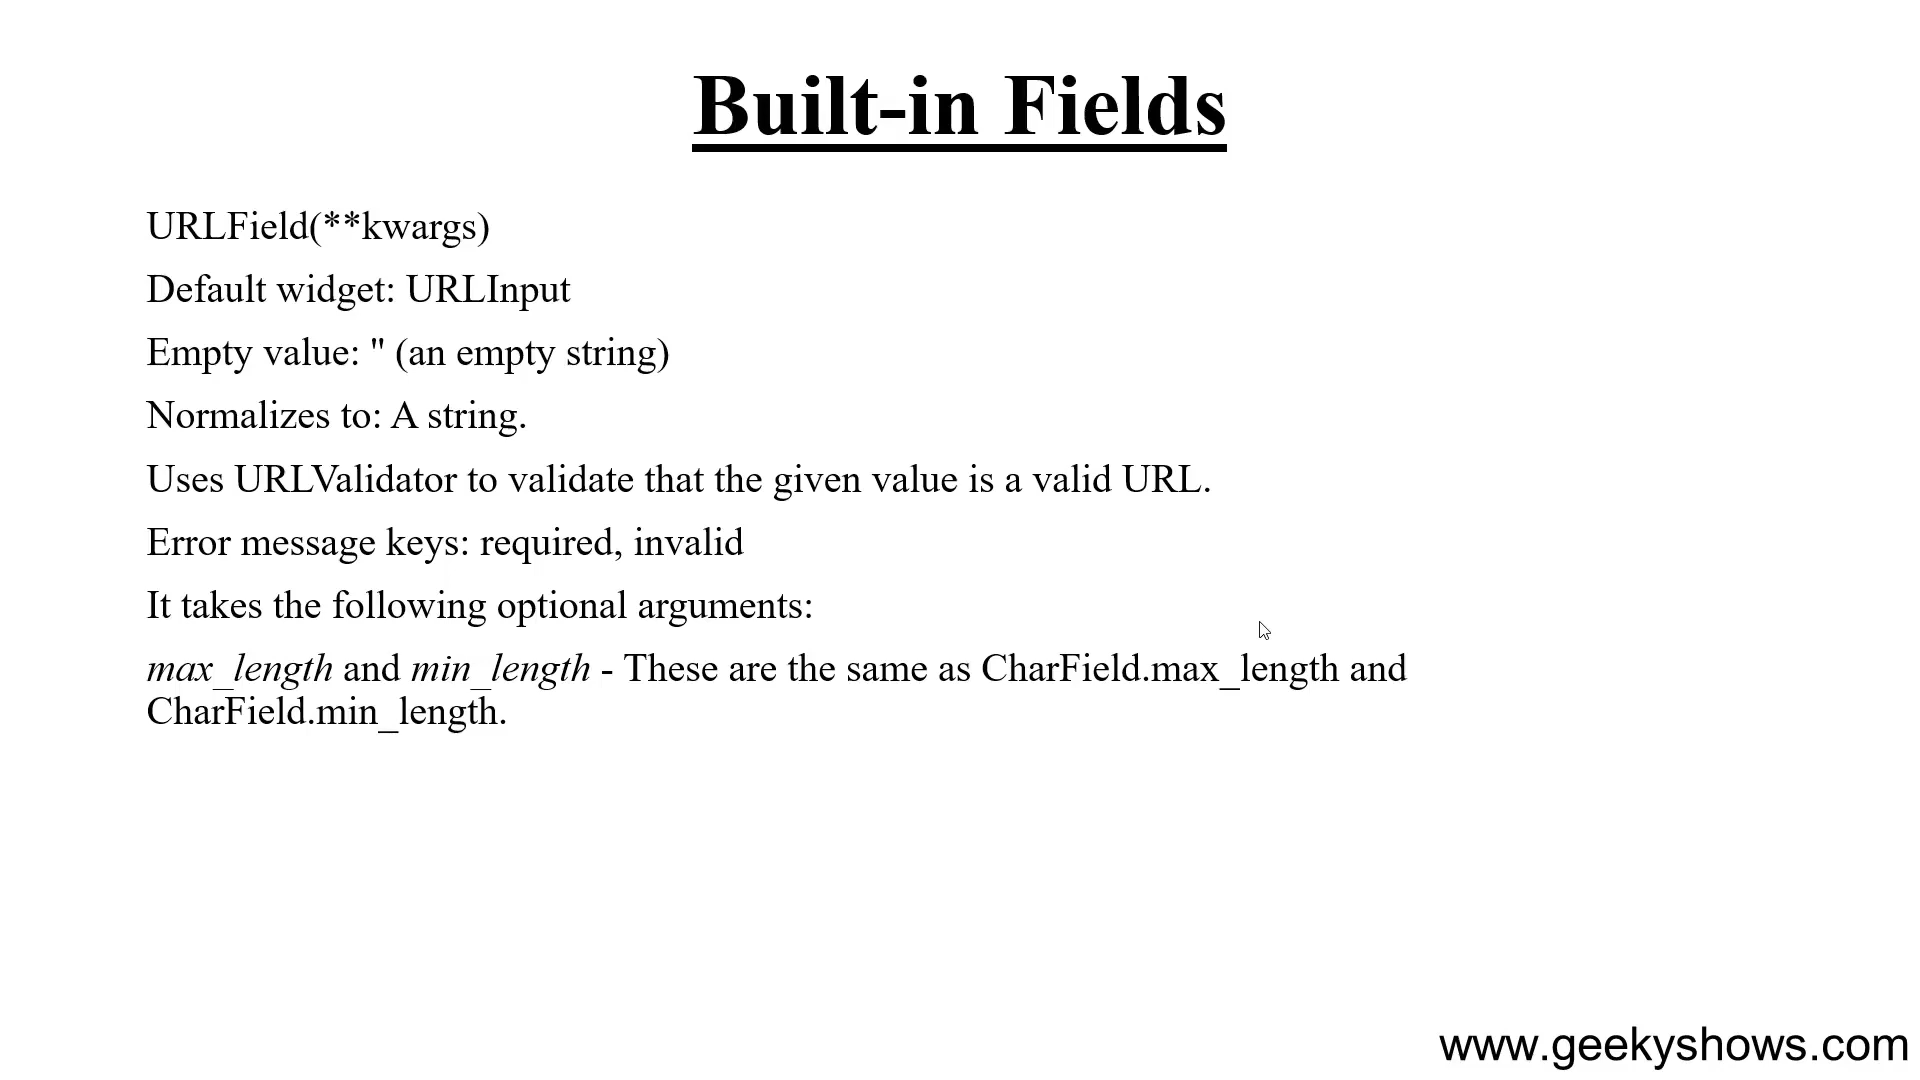 Built-in Fields
URLField(**kwargs)
Default widget: URLInput
Empty value: '' (an empty string)
Normalizes to: A string.
Uses URLValidator to validate that the given value is a valid URL.
Error message keys: required, invalid
It takes the following optional arguments:
max_length and min_length - These are the same as CharField.max_length and
CharField.min_length.
www.geekyshows.com